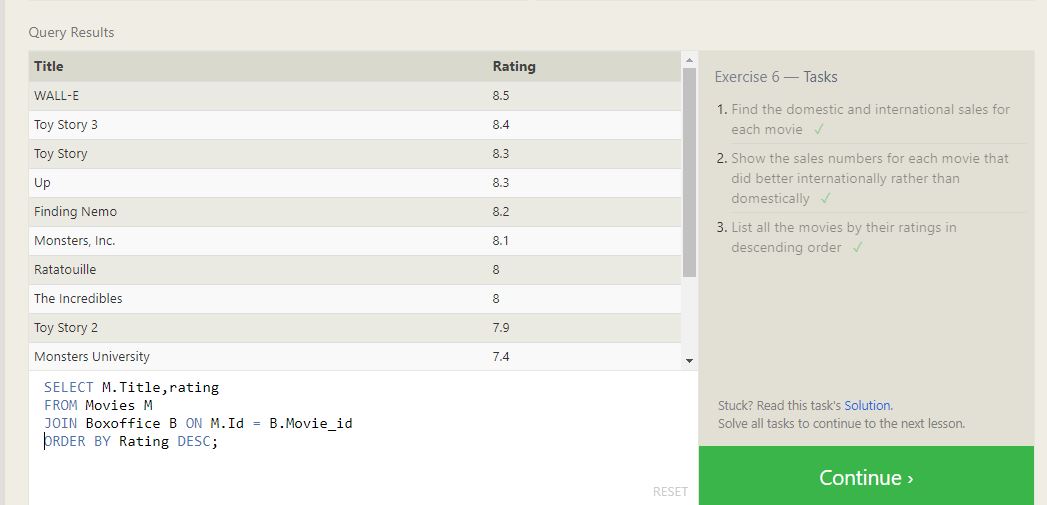 Query Results
Title Rating
WALL-E 8.5
Toy Story 3 8.4
Toy Story 8.3
Up 8.3
Finding Nemo 8.2
Monsters, Inc. 8.1
Ratatouille 8
The Incredibles 8
Toy Story 2 7.9
Monsters University 7.4
SELECT M.Title,rating
FROM Movies M
JOIN Boxoffice B ON M.Id = B.Movie_id
ORDER BY Rating DESC;
RESET
Exercise 6 — Tasks
1. Find the domestic and international sales for
each movie ✓
2. Show the sales numbers for each movie that
did better internationally rather than
domestically ✓
3. List all the movies by their ratings in
descending order ✓
Stuck? Read this task's Solution.
Solve all tasks to continue to the next lesson.
Continue ›